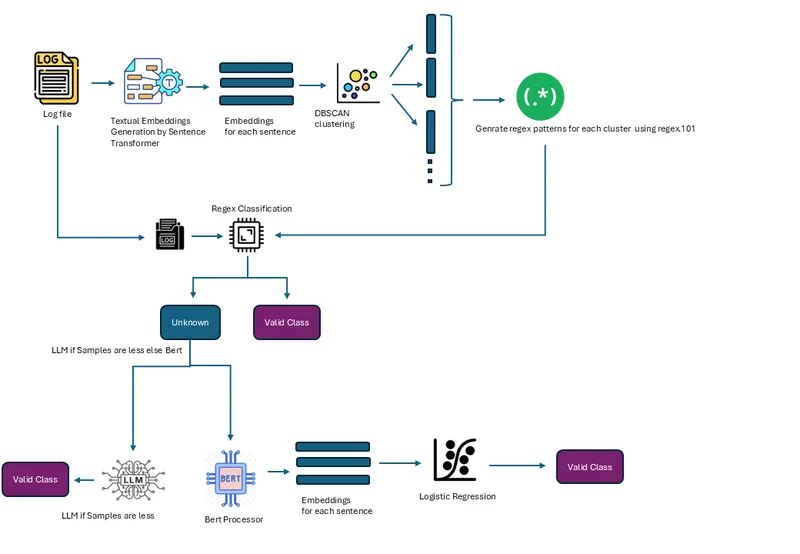 LOG
Log file
Textual Embeddings
Generation by Sentence
Transformer
Embeddings
for each sentence
DBSCAN
clustering
(.*)
Genrate regex patterns for each cluster using regex.101
T
Regex Classification
LOG
Unknown
Valid Class
LLM if Samples are less else Bert
Valid Class
LLM
LLM if Samples are less
BERT
Bert Processor
Embeddings
for each sentence
Logistic Regression
Valid Class